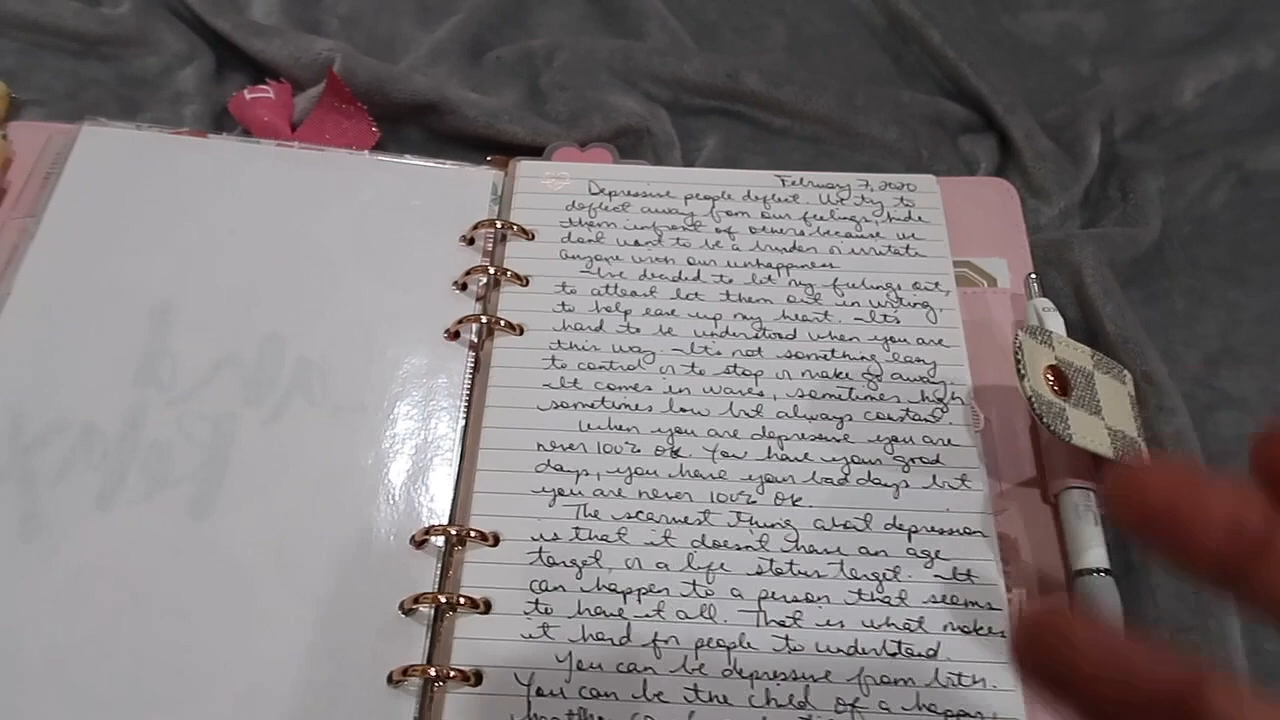 February 7, 2020
Depressive people deflect. We try to
deflect away from our feelings, hide
them infront of others because we
dont want to be a burden or irritate
anyone with our unhappiness
I've decided to let my feelings out,
to atleast let them out in writing,
to help ease up my heart. It's
hard to be understood when you are
this way. It's not something easy
to control or to stop or make go away.
It comes in waves, sometimes high
sometimes low but always constant.
When you are depressive you are
never 100% ok. You have your good
days, you have your bad days but
you are never 100% ok.
The scarriest thing about depression
is that it doesn't have an age
target, or a life status target. It
can happen to a person that seems
to have it all. That is what makes
it hard for people to understand.
You can be depressive from birth.
You can be the child of a happy,